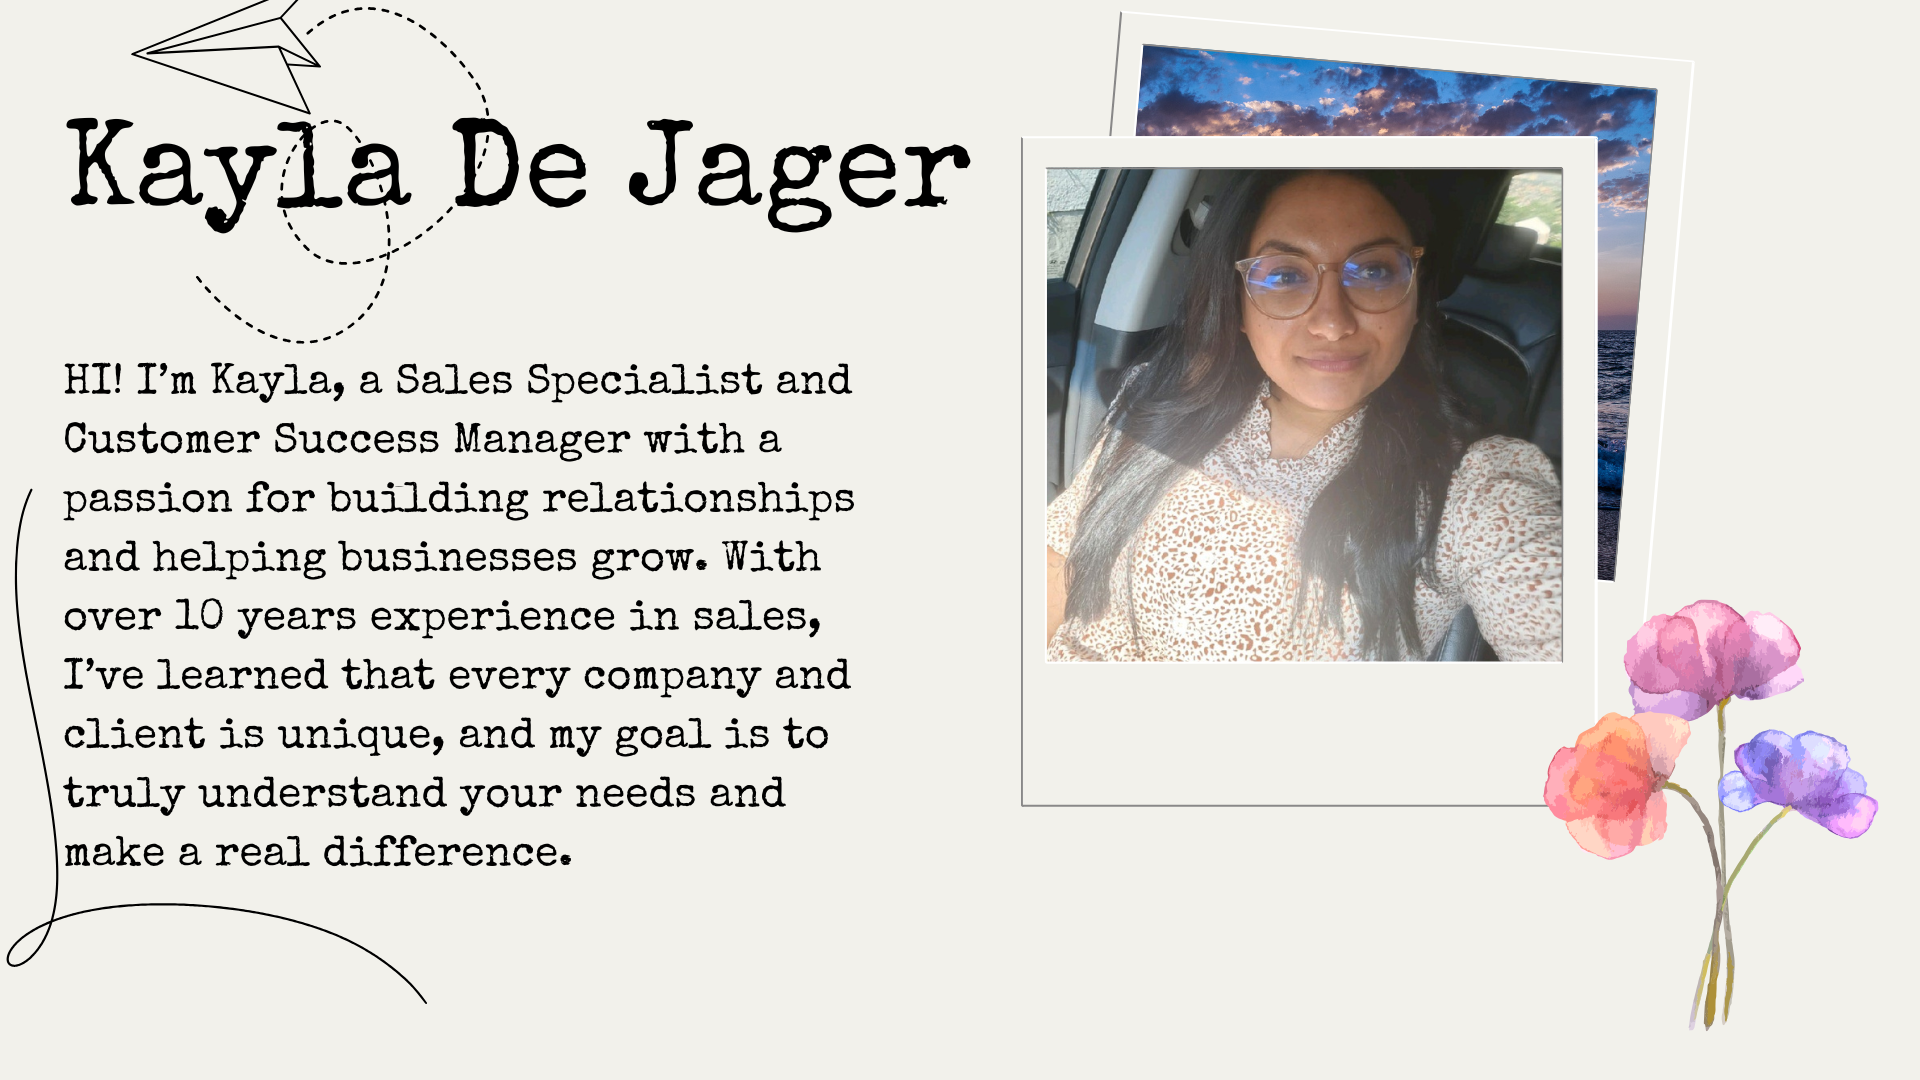 Kayla De Jager
HI! I’m Kayla, a Sales Specialist and
Customer Success Manager with a
passion for building relationships
and helping businesses grow. With
over 10 years experience in sales,
I’ve learned that every company and
client is unique, and my goal is to
truly understand your needs and
make a real difference.